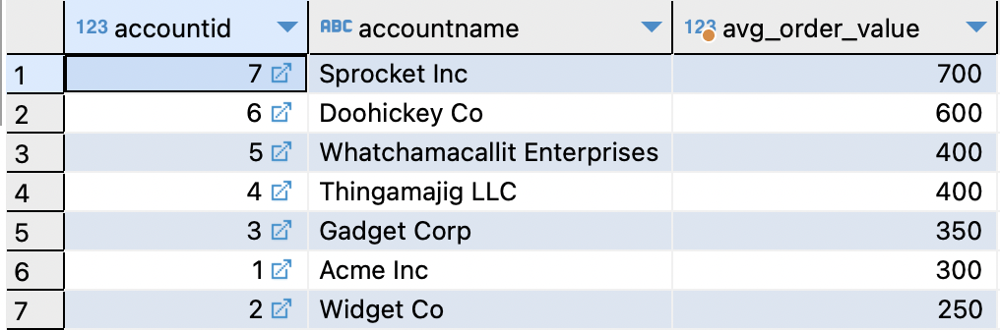 123 accountid ABC accountname 123 avg_order_value
1 7 Sprocket Inc 700
2 6 Doohickey Co 600
3 5 Whatchamacallit Enterprises 400
4 4 Thingamajig LLC 400
5 3 Gadget Corp 350
6 1 Acme Inc 300
7 2 Widget Co 250